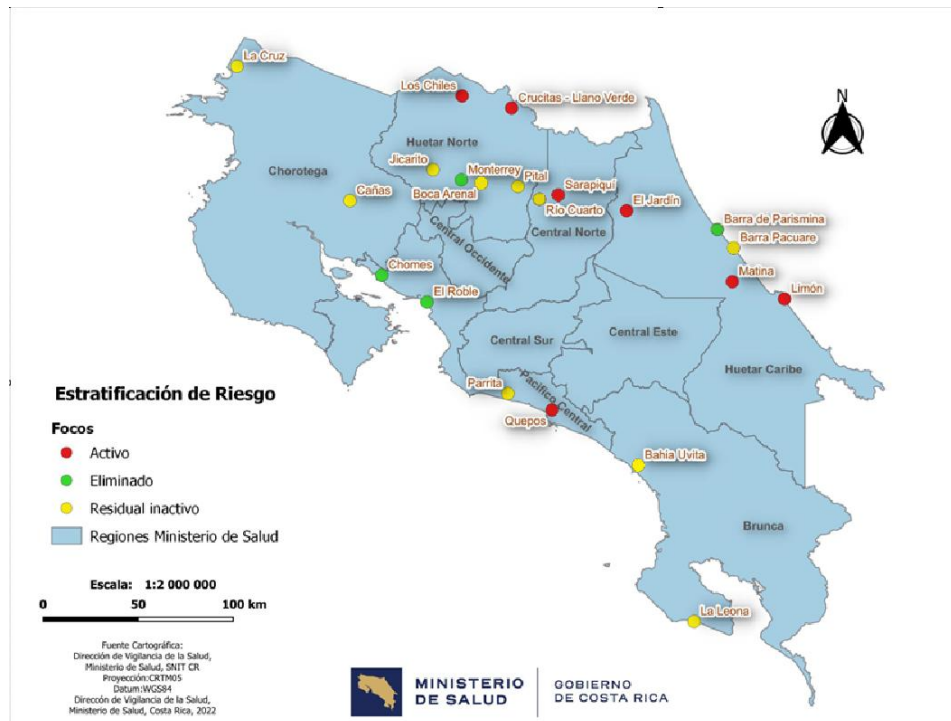 La Cruz
Los Chiles
Crucitas - Llano Verde
N
Huetar Norte
Jicarito
Monterrey
Chorotega
Boca Arenal
Pital
Sarapiquí
Cañas
Río Cuarto
El Jardín
Central Norte
Barra de Parismina
Barra Pacuare
Central Occidente
Chomes
Matina
El Roble
Limón
Central Sur
Central Este
Huetar Caribe
Parrita
Pacífico Central
Quepos
Bahía Uvita
Brunca
La Leona
Estratificación de Riesgo
Focos
Activo
Eliminado
Residual inactivo
Regiones Ministerio de Salud
Escala: 1:2 000 000
0 50 100 km
Fuente Cartográfica:
Dirección de Vigilancia de la Salud,
Ministerio de Salud, SNIT CR
Proyección:CRTM05
Datum:WGS84
Direccón de Vigilancia de la Salud,
Ministerio de Salud, Costa Rica, 2022
MINISTERIO
DE SALUD
GOBIERNO
DE COSTA RICA